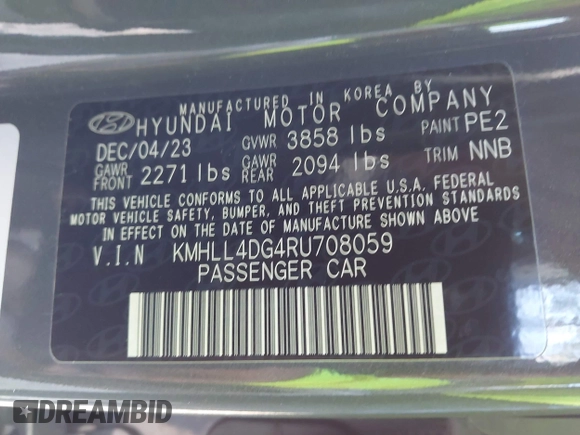 MANUFACTURED IN KOREA BY
HYUNDAI MOTOR COMPANY
DEC/04/23 GVWR 3858 lbs PAINT PE2
GAWR FRONT 2271 lbs GAWR REAR 2094 lbs TRIM NNB
THIS VEHICLE CONFORMS TO ALL APPLICABLE U.S.A. FEDERAL
MOTOR VEHICLE SAFETY, BUMPER, AND THEFT PREVENTION STANDARDS
IN EFFECT ON THE DATE OF MANUFACTURE SHOWN ABOVE.
V.I.N KMHLL4DG4RU708059
PASSENGER CAR
DREAMBID